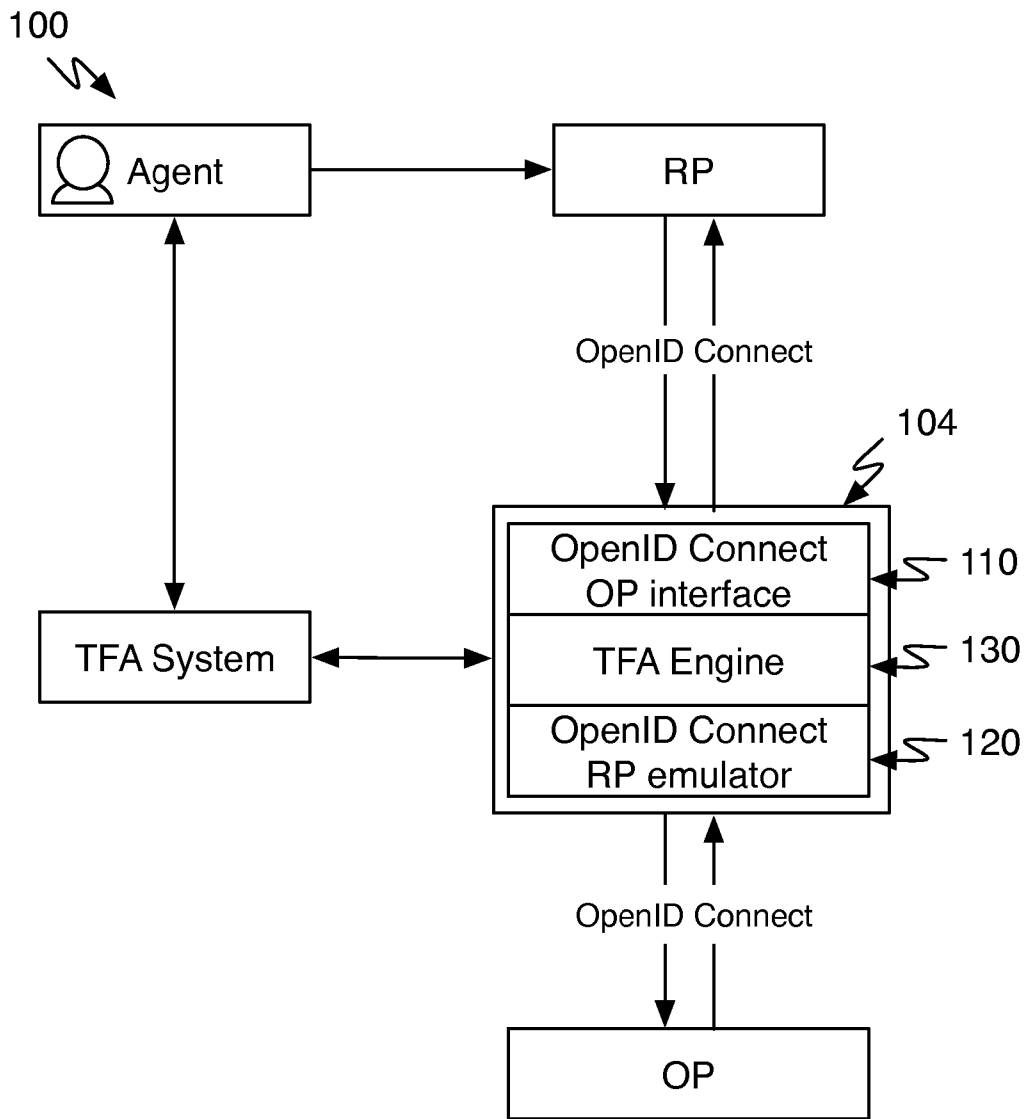 100
Agent
RP
OpenID Connect
104
OpenID Connect
OP interface
110
TFA System
TFA Engine
130
OpenID Connect
RP emulator
120
OpenID Connect
OP